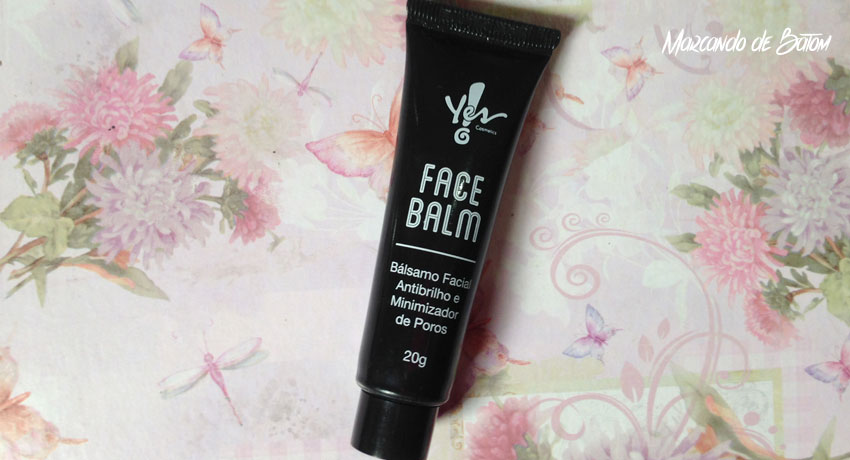 Marcando de Batom
Yes!
Cosmetics
FACE
BALM
Bálsamo Facial
Antibrilho e
Minimizador
de Poros
20g